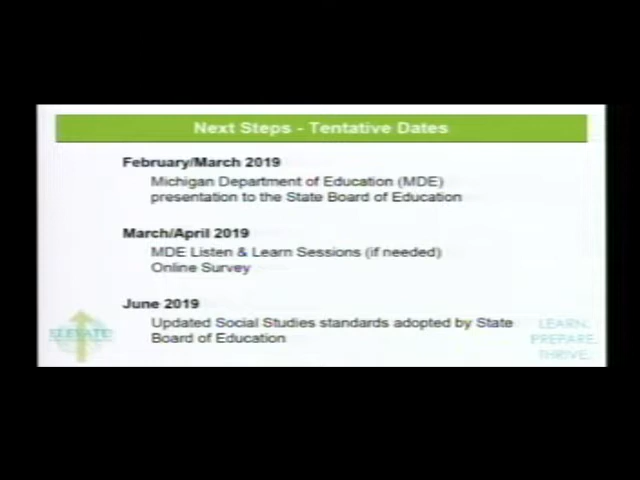 Next Steps - Tentative Dates
February/March 2019
Michigan Department of Education (MDE)
presentation to the State Board of Education
March/April 2019
MDE Listen & Learn Sessions (if needed)
Online Survey
June 2019
Updated Social Studies standards adopted by State
Board of Education
ELEVATE
LEARN.
PREPARE.
THRIVE.